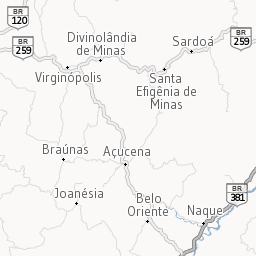 BR
120
BR
259
Divinolândia
de Minas
Sardoá
BR
259
Virginópolis
Santa
Efigênia de
Minas
Braúnas
Açucena
Joanésia
Belo
Oriente
Naque
BR
381